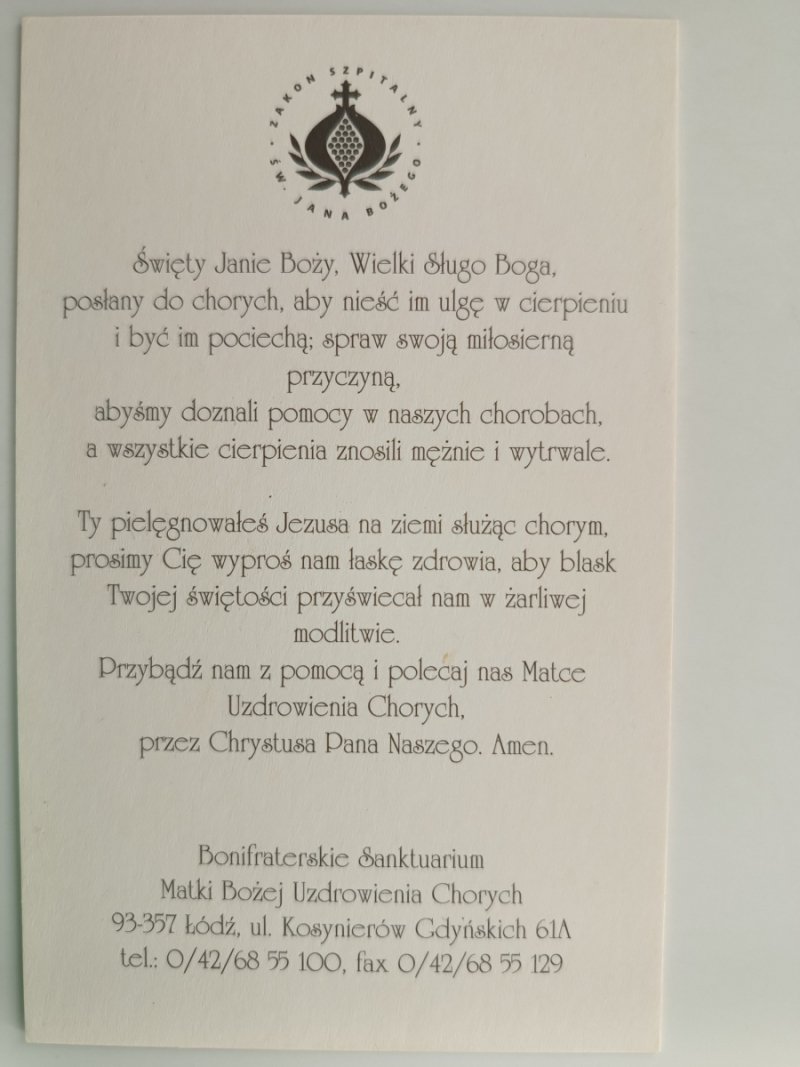 ZAKON SZPITALNY
ŚW. JANA BOŻEGO
Święty Janie Boży, Wielki Sługo Boga,
posłany do chorych, aby nieść im ulgę w cierpieniu
i być im pociechą; spraw swoją miłosierną
przyczyną,
abyśmy doznali pomocy w naszych chorobach,
a wszystkie cierpienia znosili mężnie i wytrwale.
Ty pielęgnowałeś Jezusa na ziemi służąc chorym,
prosimy Cię wyproś nam łaskę zdrowia, aby blask
Twojej świętości przyświecał nam w żarliwej
modlitwie.
Przybądź nam z pomocą i polecaj nas Matce
Uzdrowienia Chorych,
przez Chrystusa Pana Naszego. Amen.
Bonifraterskie Sanktuarium
Matki Bożej Uzdrowienia Chorych
93-357 Łódź, ul. Kosynierów Gdyńskich 61A
tel.: 0/42/68 55 100, fax 0/42/68 55 129